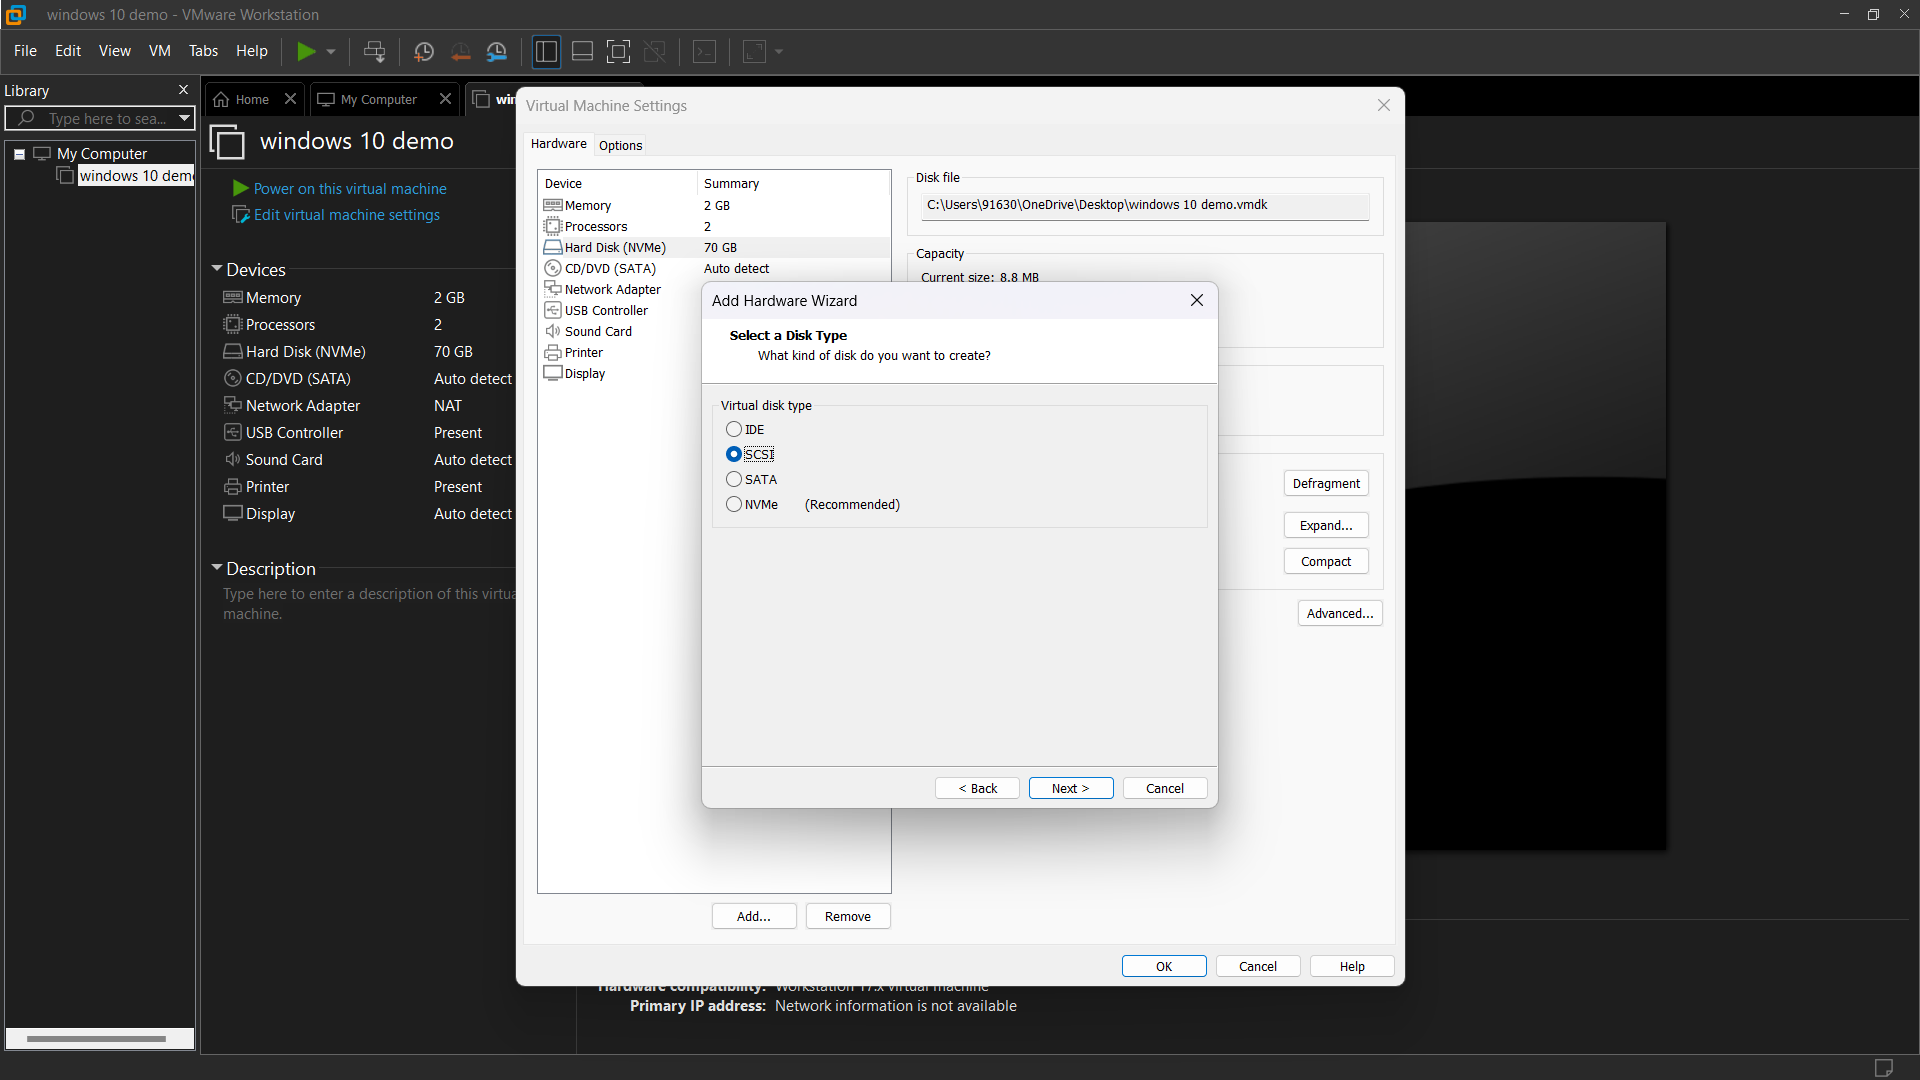 windows 10 demo - VMware Workstation
File Edit View VM Tabs Help
Library
Type here to sea...
My Computer
windows 10 dem
Home
My Computer
win
windows 10 demo
Power on this virtual machine
Edit virtual machine settings
Devices
Memory 2 GB
Processors 2
Hard Disk (NVMe) 70 GB
CD/DVD (SATA) Auto detect
Network Adapter NAT
USB Controller Present
Sound Card Auto detect
Printer Present
Display Auto detect
Description
Type here to enter a description of this virtua
machine.
Virtual Machine Settings
Hardware Options
Device Summary
Memory 2 GB
Processors 2
Hard Disk (NVMe) 70 GB
CD/DVD (SATA) Auto detect
Network Adapter
USB Controller
Sound Card
Printer
Display
Add... Remove
Disk file
C:\Users\91630\OneDrive\Desktop\windows 10 demo.vmdk
Capacity
Current size: 8.8 MB
Defragment
Expand...
Compact
Advanced...
Add Hardware Wizard
Select a Disk Type
What kind of disk do you want to create?
Virtual disk type
IDE
SCSI
SATA
NVMe (Recommended)
< Back Next > Cancel
OK Cancel Help
Hardware compatibility: Workstation 17.x virtual machine
Primary IP address: Network information is not available